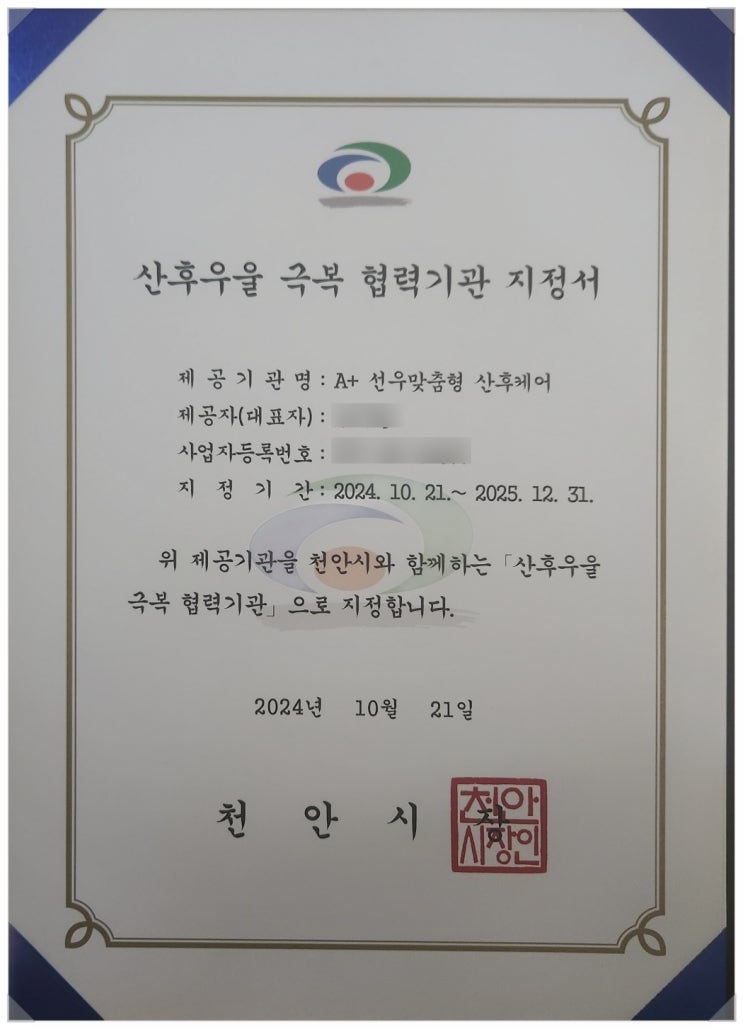 산후우울 극복 협력기관 지정서
제 공 기 관 명 : A+ 선우맞춤형 산후케어
제공자(대표자) :
사업자등록번호 :
지 정 기 간 : 2024. 10. 21.~ 2025. 12. 31.
위 제공기관을 천안시와 함께하는 「산후우울
극복 협력기관」으로 지정합니다.
2024년 10월 21일
천 안 시 장
천안
시장인